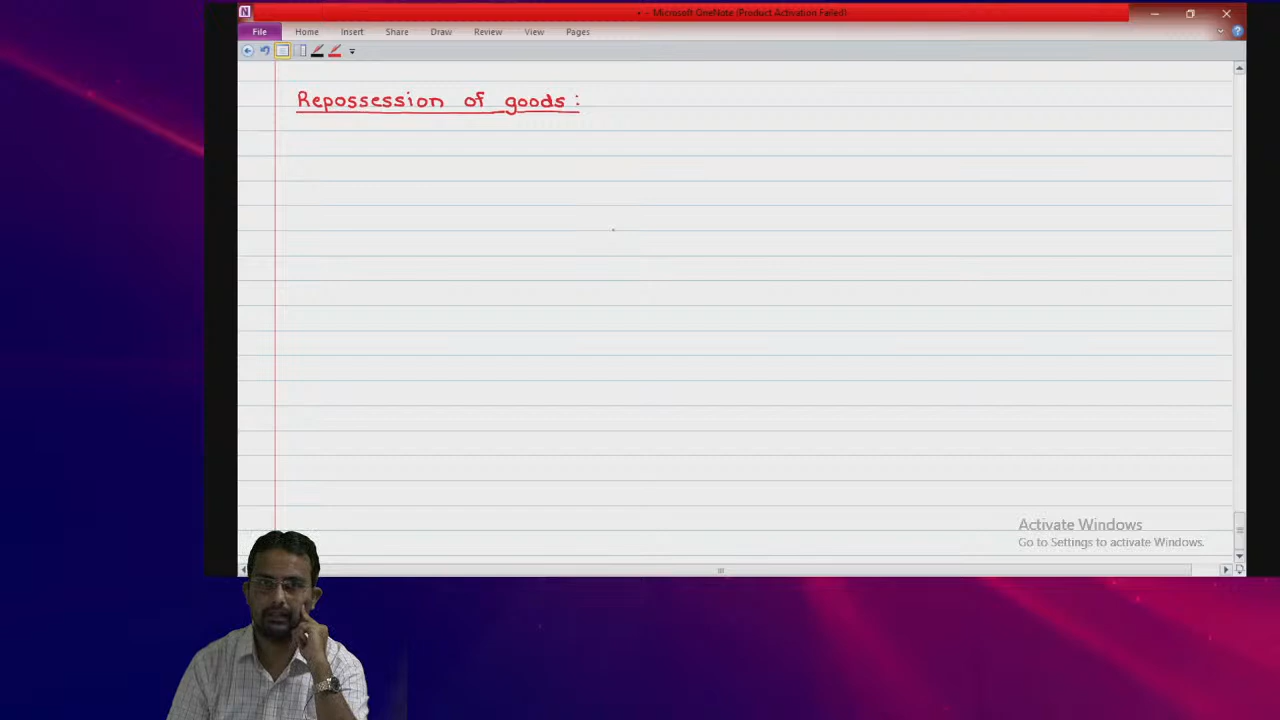 Microsoft OneNote (Product Activation Failed)
File Home Insert Share Draw Review View Pages
Repossession of goods :
Activate Windows
Go to Settings to activate Windows.